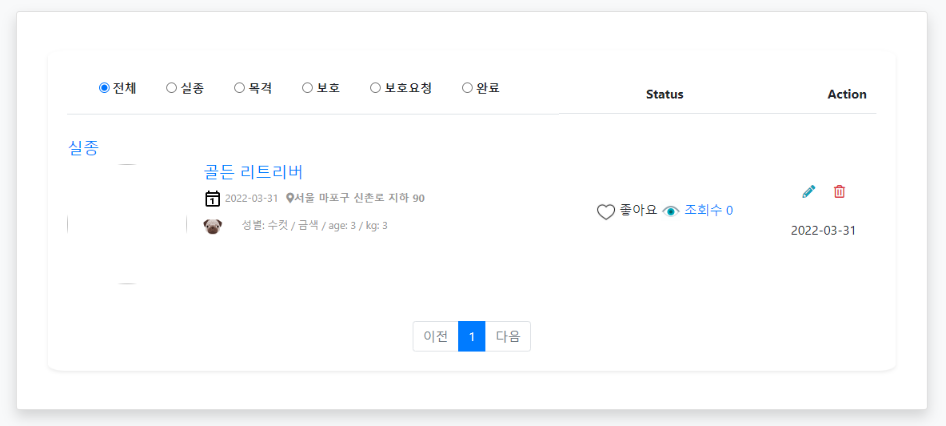 전체 실종 목격 보호 보호요청 완료 Status Action
실종
골든 리트리버
2022-03-31 서울 마포구 신촌로 지하 90
성별: 수컷 / 금색 / age: 3 / kg: 3
좋아요 조회수 0
2022-03-31
이전 1 다음